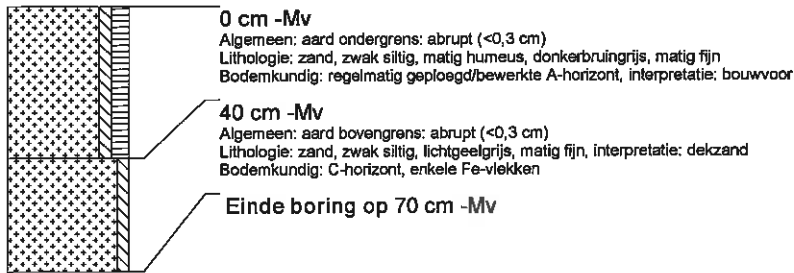 0 cm -Mv
Algemeen: aard ondergrens: abrupt (<0,3 cm)
Lithologie: zand, zwak siltig, matig humeus, donkerbruingrijs, matig fijn
Bodemkundig: regelmatig geploegd/bewerkte A-horizont, interpretatie: bouwvoor
40 cm -Mv
Algemeen: aard bovengrens: abrupt (<0,3 cm)
Lithologie: zand, zwak siltig, lichtgeelgrijs, matig fijn, interpretatie: dekzand
Bodemkundig: C-horizont, enkele Fe-vlekken
Einde boring op 70 cm -Mv